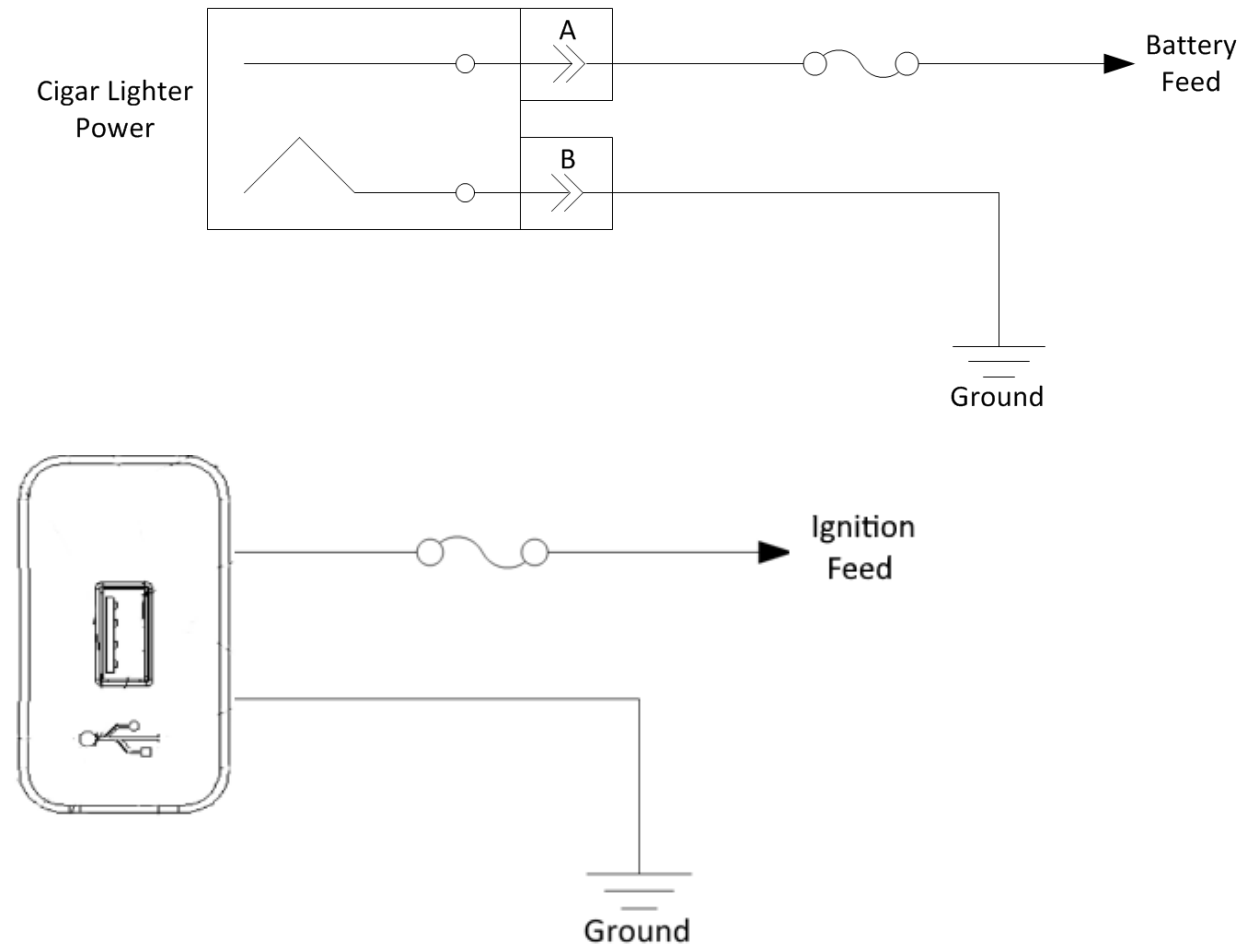 A
Battery
Feed
Cigar Lighter
Power
B
Ground
Ignition
Feed
Ground